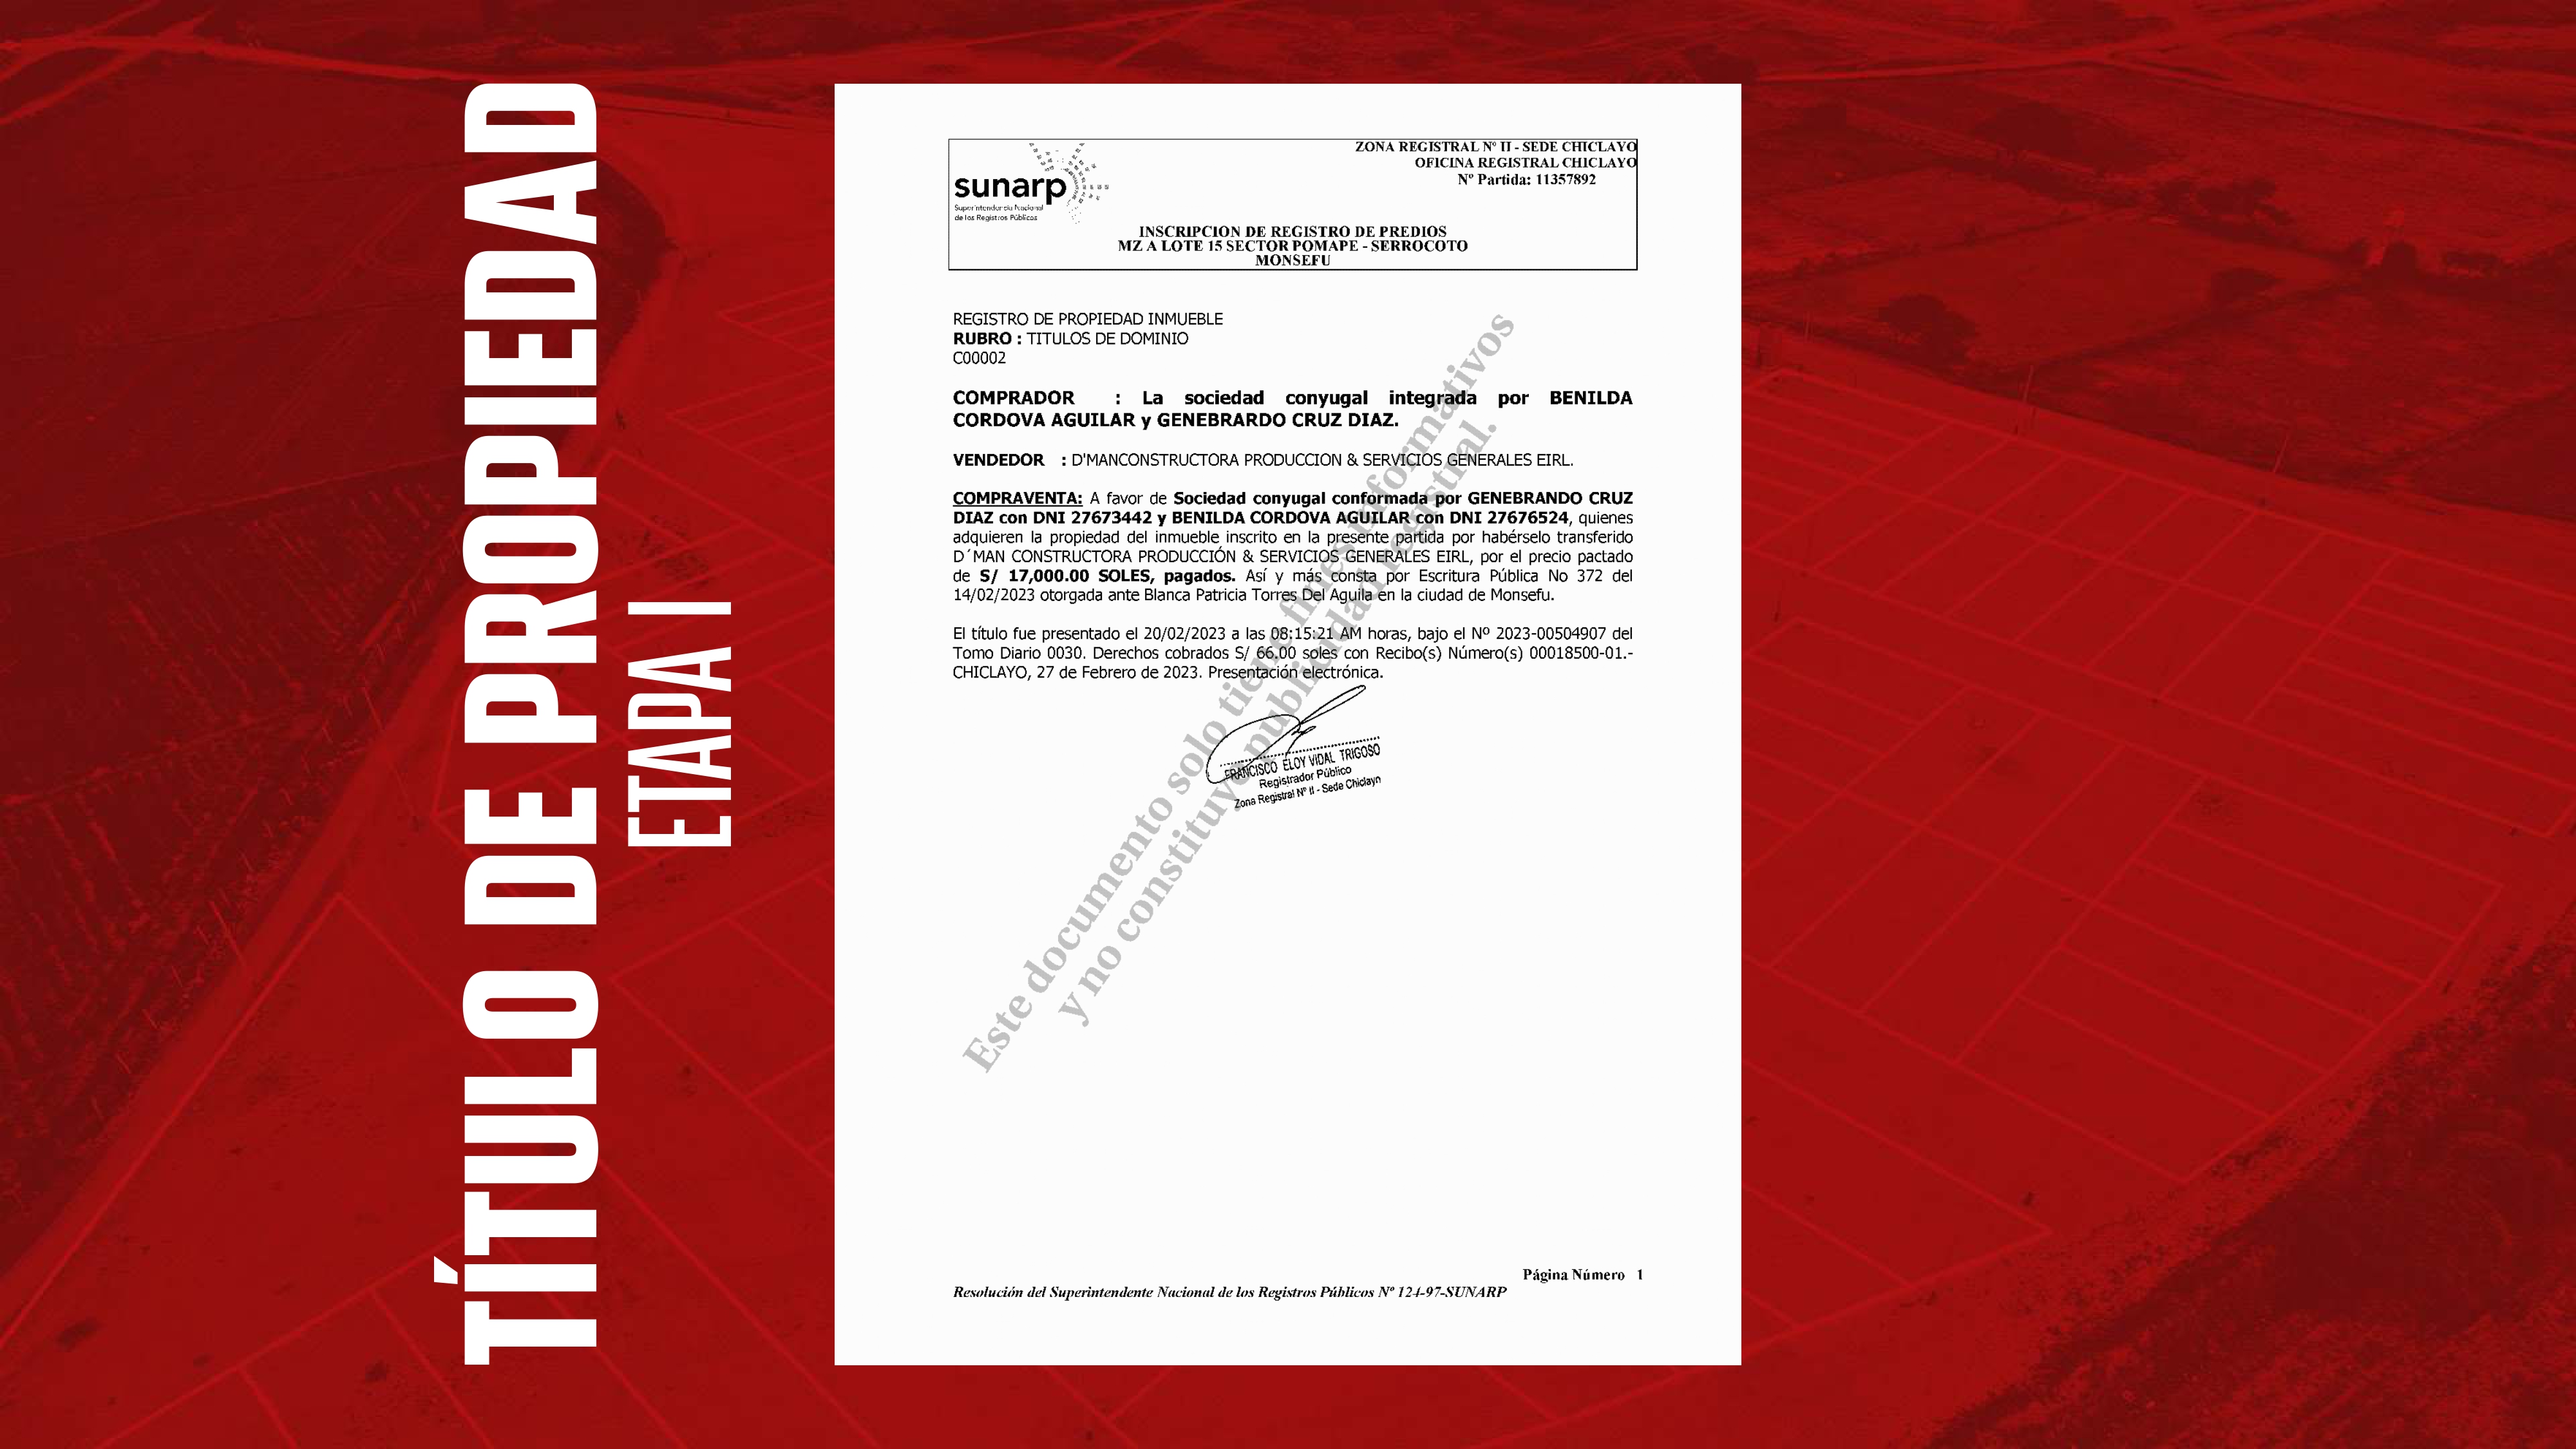 TÍTULO DE PROPIEDAD
ETAPA I
sunarp
Superintendencia Nacional
de los Registros Públicos
ZONA REGISTRAL Nº II - SEDE CHICLAYO
OFICINA REGISTRAL CHICLAYO
Nº Partida: 11357892
INSCRIPCION DE REGISTRO DE PREDIOS
MZ A LOTE 15 SECTOR POMAPE - SERROCOTO
MONSEFU
REGISTRO DE PROPIEDAD INMUEBLE
RUBRO : TITULOS DE DOMINIO
C00002
COMPRADOR : La sociedad conyugal integrada por BENILDA
CORDOVA AGUILAR y GENEBRARDO CRUZ DIAZ.
VENDEDOR : D'MANCONSTRUCTORA PRODUCCION & SERVICIOS GENERALES EIRL.
COMPRAVENTA: A favor de Sociedad conyugal conformada por GENEBRANDO CRUZ
DIAZ con DNI 27673442 y BENILDA CORDOVA AGUILAR con DNI 27676524, quienes
adquieren la propiedad del inmueble inscrito en la presente partida por habérselo transferido
D´MAN CONSTRUCTORA PRODUCCIÓN & SERVICIOS GENERALES EIRL, por el precio pactado
de S/ 17,000.00 SOLES, pagados. Así y más consta por Escritura Pública No 372 del
14/02/2023 otorgada ante Blanca Patricia Torres Del Aguila en la ciudad de Monsefu.
El título fue presentado el 20/02/2023 a las 08:15:21 AM horas, bajo el Nº 2023-00504907 del
Tomo Diario 0030. Derechos cobrados S/ 66.00 soles con Recibo(s) Número(s) 00018500-01.-
CHICLAYO, 27 de Febrero de 2023. Presentación electrónica.
FRANCISCO ELOY VIDAL TRIGOSO
Registrador Público
Zona Registral Nº II - Sede Chiclayo
Este documento solo tiene fines informativos
y no constituye publicidad registral.
Página Número 1
Resolución del Superintendente Nacional de los Registros Públicos Nº 124-97-SUNARP